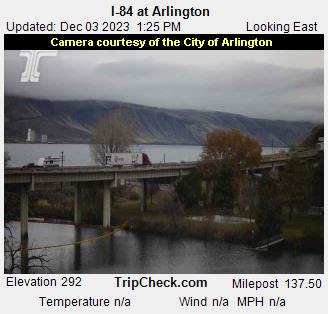 I-84 at Arlington
Updated: Dec 03 2023 1:25 PM Looking East
Camera courtesy of the City of Arlington
Elevation 292 TripCheck.com Milepost 137.50
Temperature n/a Wind n/a MPH n/a